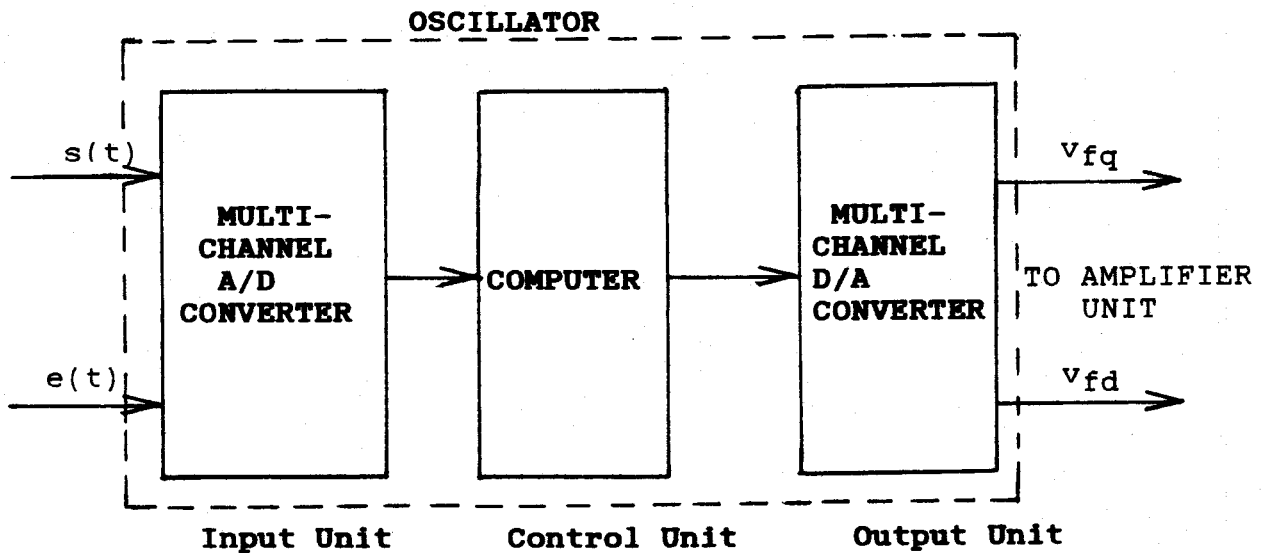 OSCILLATOR
s(t)
e(t)
MULTI-
CHANNEL
A/D
CONVERTER
COMPUTER
MULTI-
CHANNEL
D/A
CONVERTER
vfq
TO AMPLIFIER
UNIT
vfd
Input Unit
Control Unit
Output Unit